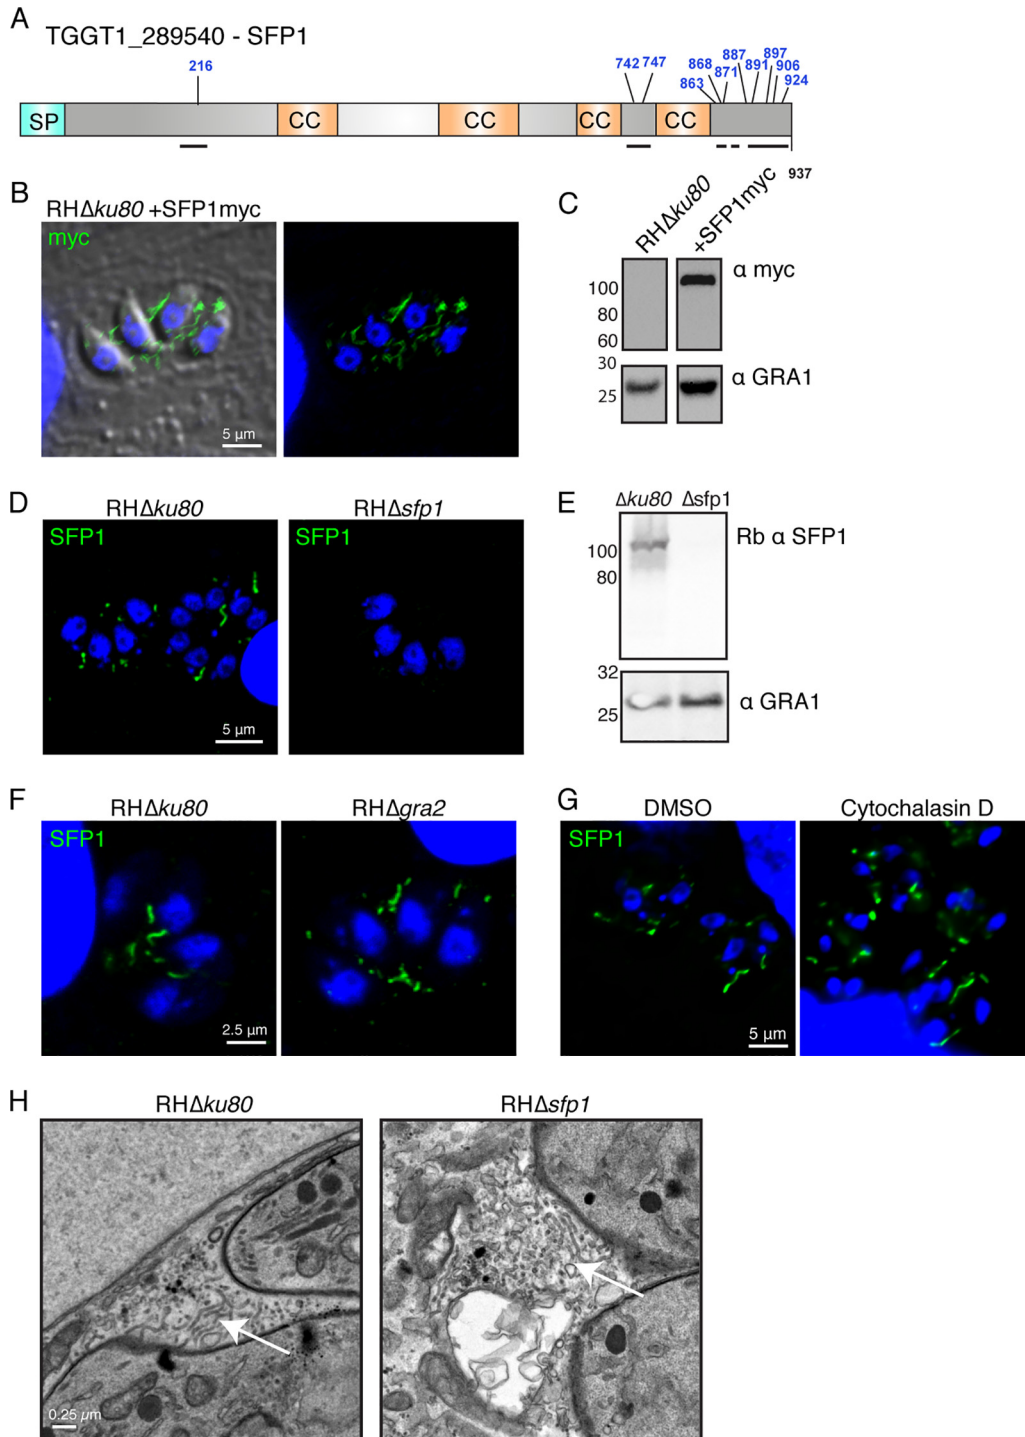 A
TGGT1_289540 - SFP1
216
742 747
863
868
871
887
891
897
906
924
SP
CC
CC
CC
CC
937
B
RHΔku80 +SFP1myc
myc
5 µm
C
RHΔku80
+SFP1myc
α myc
100
80
60
30
25
α GRA1
D
RHΔku80
RHΔsfp1
SFP1
SFP1
5 µm
E
Δku80 Δsfp1
Rb α SFP1
100
80
32
25
α GRA1
F
RHΔku80
RHΔgra2
SFP1
2.5 µm
G
DMSO
Cytochalasin D
SFP1
5 µm
H
RHΔku80
RHΔsfp1
0.25 µm